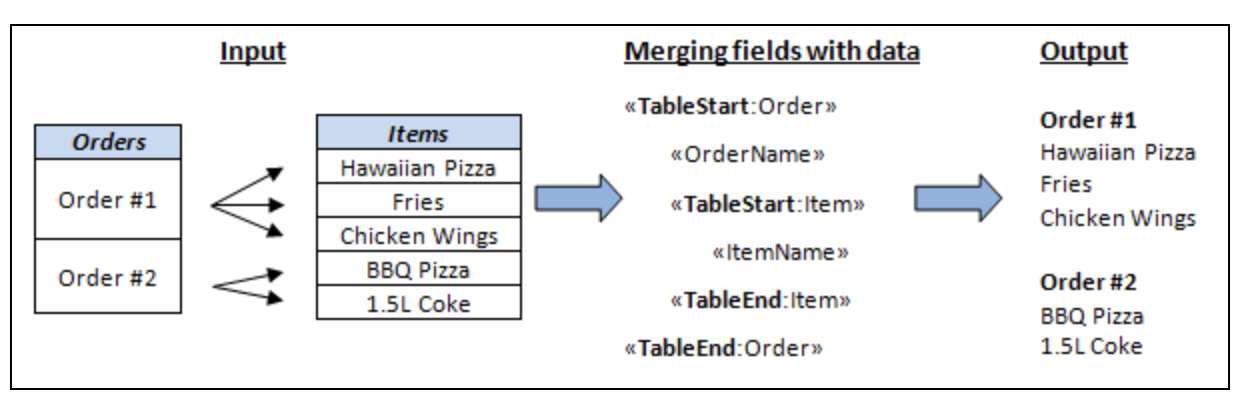 Input
Orders
Order #1
Order #2
Items
Hawaiian Pizza
Fries
Chicken Wings
BBQ Pizza
1.5L Coke
Merging fields with data
«TableStart:Order»
«OrderName»
«TableStart:Item»
«ItemName»
«TableEnd:Item»
«TableEnd:Order»
Output
Order #1
Hawaiian Pizza
Fries
Chicken Wings
Order #2
BBQ Pizza
1.5L Coke